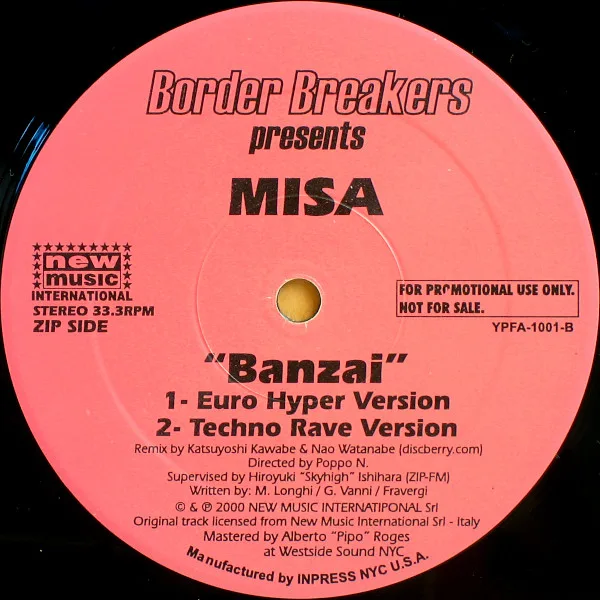 Border Breakers
presents
MISA
new
music
INTERNATIONAL
STEREO 33.3RPM
ZIP SIDE
FOR PROMOTIONAL USE ONLY.
NOT FOR SALE.
YPFA-1001-B
"Banzai"
1- Euro Hyper Version
2- Techno Rave Version
Remix by Katsuyoshi Kawabe & Nao Watanabe (discberry.com)
Directed by Poppo N.
Supervised by Hiroyuki "Skyhigh" Ishihara (ZIP-FM)
Written by: M. Longhi / G. Vanni / Fravergi
© & ℗ 2000 NEW MUSIC INTERNATIPONAL Srl
Original track licensed from New Music International Srl - Italy
Mastered by Alberto "Pipo" Roges
at Westside Sound NYC
Manufactured by INPRESS NYC U.S.A.